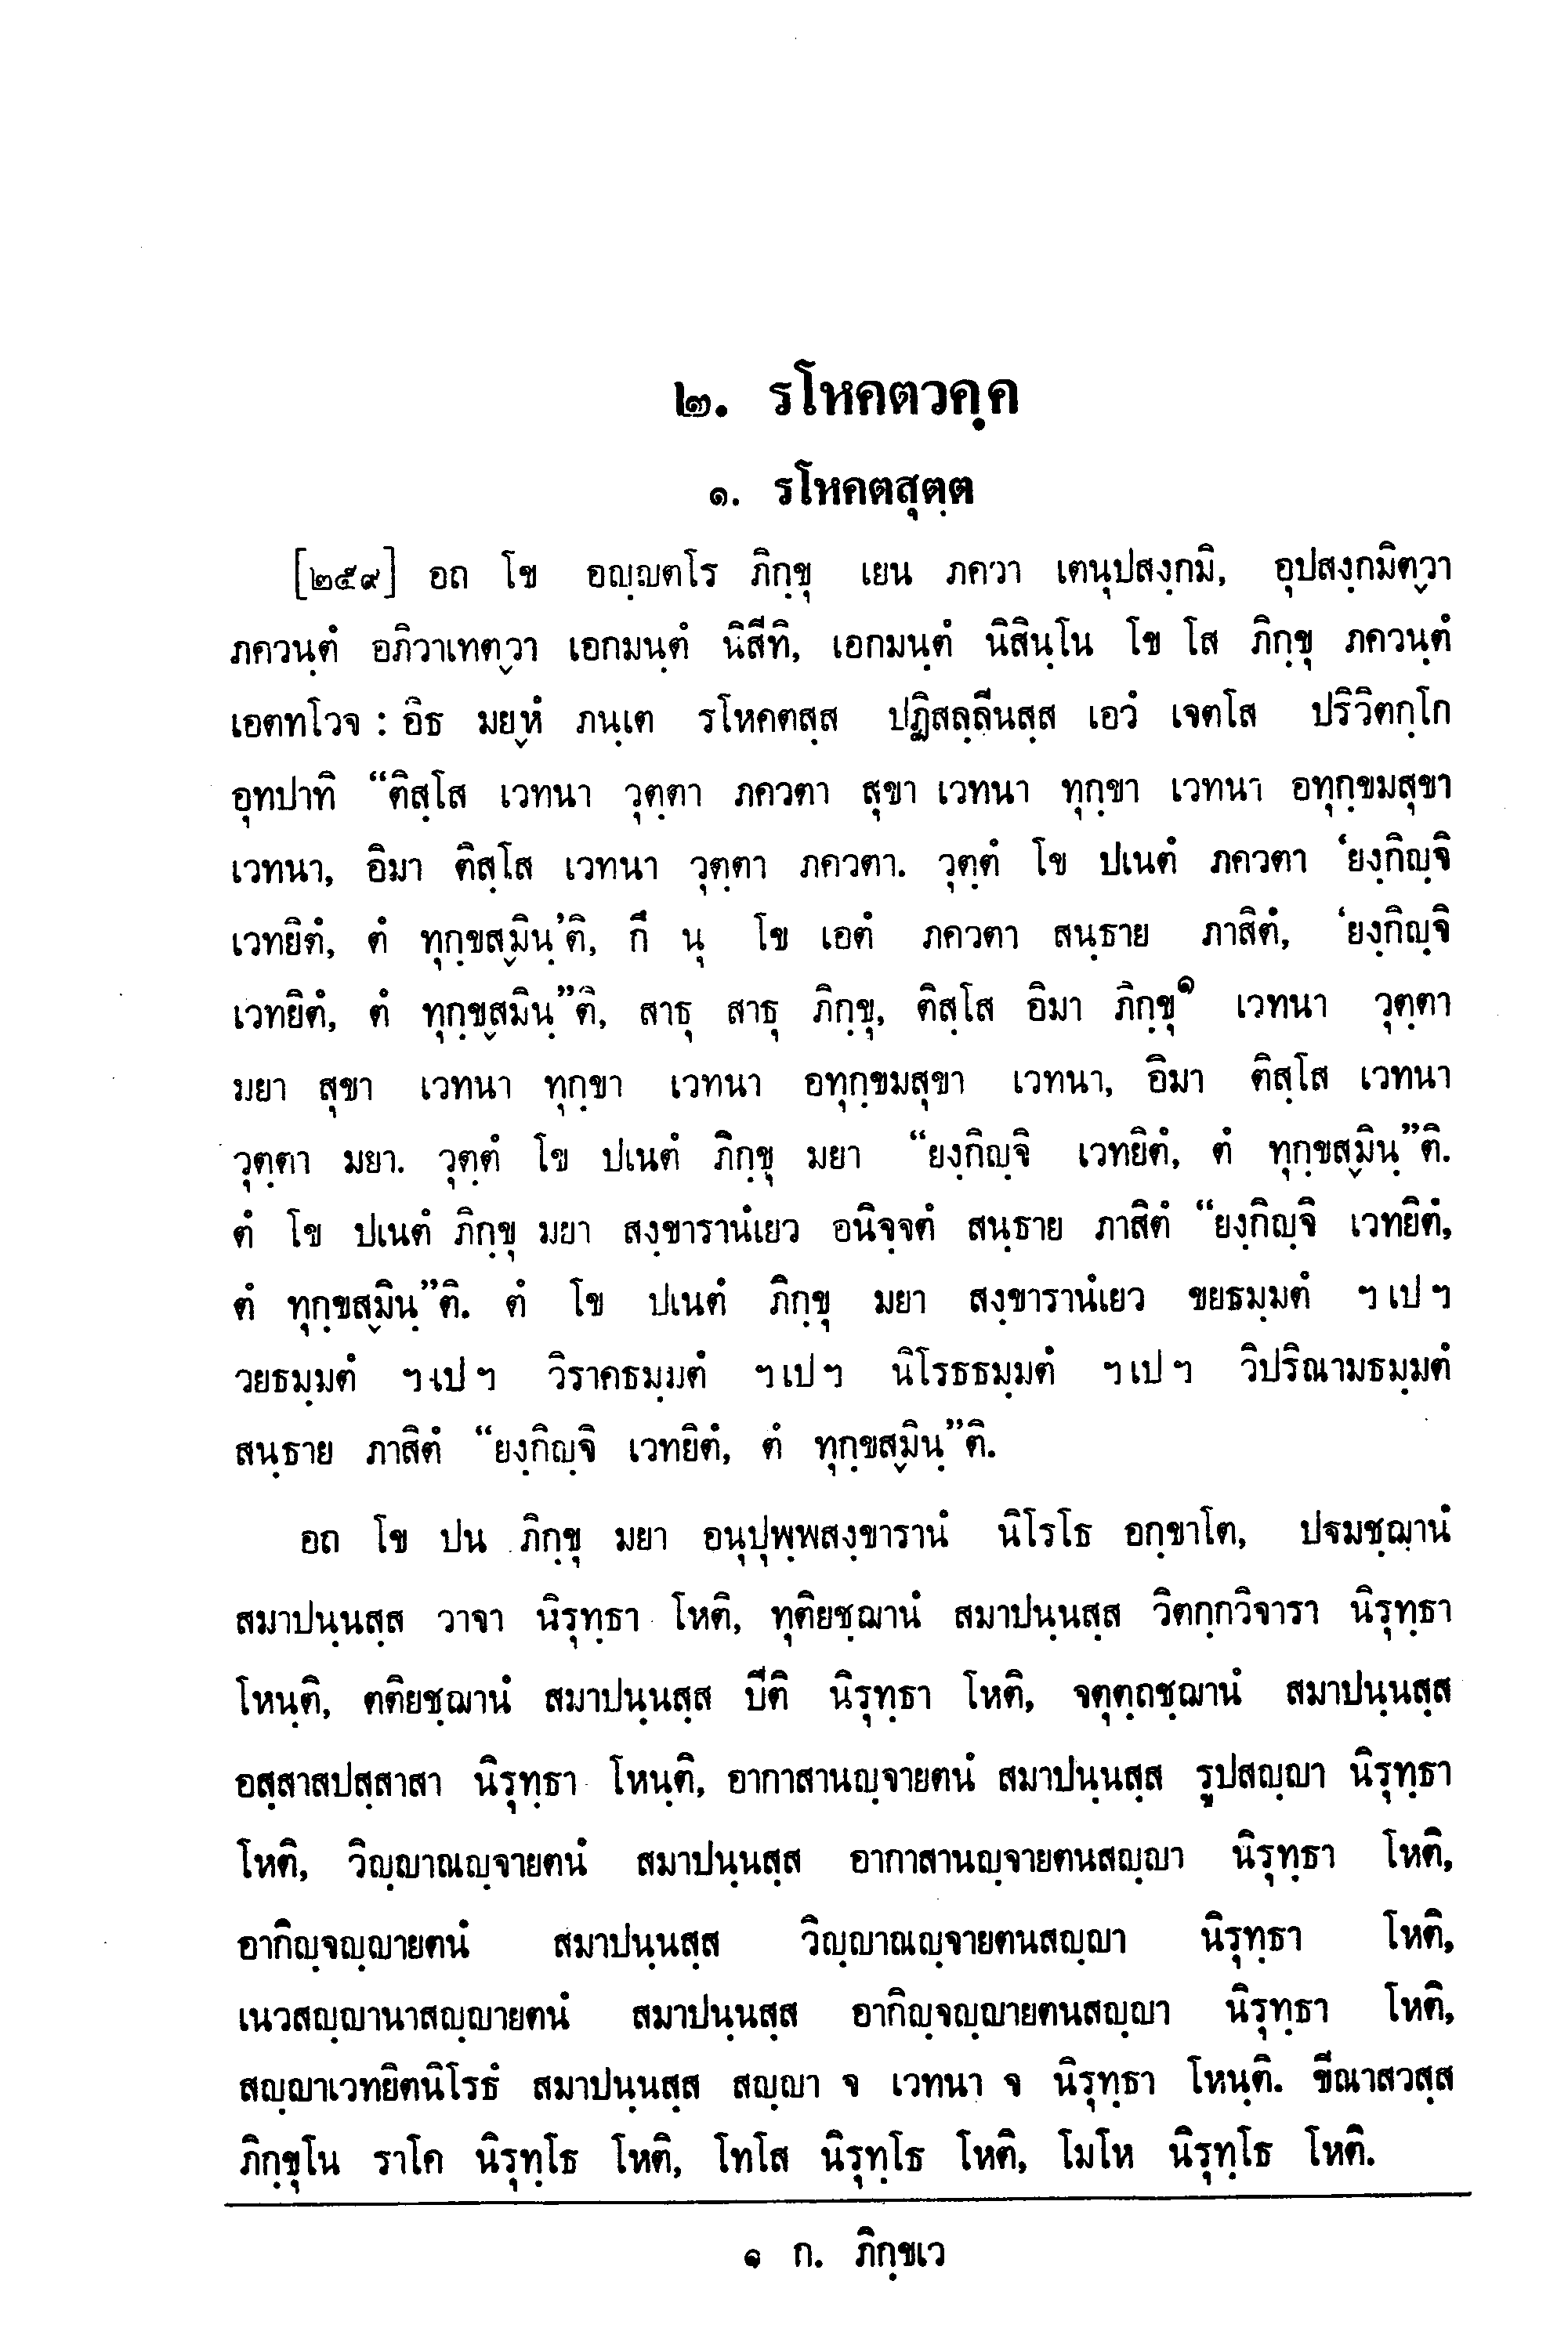 ๒. รโหคตวคฺค
๑. รโหคตสุตฺต
[๒๕๙] อถ โข อญฺญตโร ภิกฺขุ เยน ภควา เตนุปสงฺกมิ, อุปสงฺกมิตฺวา
ภควนฺตํ อภิวาเทตฺวา เอกมนฺตํ นิสีทิ, เอกมนฺตํ นิสินฺโน โข โส ภิกฺขุ ภควนฺตํ
เอตทโวจ : อิธ มยฺหํ ภนฺเต รโหคตสฺส ปฏิสลฺลีนสฺส เอวํ เจตโส ปริวิตกฺโก
อุทปาทิ “ติสฺโส เวทนา วุตฺตา ภควตา สุขา เวทนา ทุกฺขา เวทนา อทุกฺขมสุขา
เวทนา, อิมา ติสฺโส เวทนา วุตฺตา ภควตา. วุตฺตํ โข ปเนตํ ภควตา ‘ยงฺกิญฺจิ
เวทยิตํ, ตํ ทุกฺขสฺมินฺ’ติ, กึ นุ โข เอตํ ภควตา สนฺธาย ภาสิตํ, ‘ยงฺกิญฺจิ
เวทยิตํ, ตํ ทุกฺขสฺมินฺ”ติ, สาธุ สาธุ ภิกฺขุ, ติสฺโส อิมา ภิกฺขุ๑ เวทนา วุตฺตา
มยา สุขา เวทนา ทุกฺขา เวทนา อทุกฺขมสุขา เวทนา, อิมา ติสฺโส เวทนา
วุตฺตา มยา. วุตฺตํ โข ปเนตํ ภิกฺขุ มยา “ยงฺกิญฺจิ เวทยิตํ, ตํ ทุกฺขสฺมินฺ”ติ.
ตํ โข ปเนตํ ภิกฺขุ มยา สงฺขารานํเยว อนิจฺจตํ สนฺธาย ภาสิตํ “ยงฺกิญฺจิ เวทยิตํ,
ตํ ทุกฺขสฺมินฺ”ติ. ตํ โข ปเนตํ ภิกฺขุ มยา สงฺขารานํเยว ขยธมฺมตํ ฯ เป ฯ
วยธมฺมตํ ฯ เป ฯ วิราคธมฺมตํ ฯ เป ฯ นิโรธธมฺมตํ ฯ เป ฯ วิปริณามธมฺมตํ
สนฺธาย ภาสิตํ “ยงฺกิญฺจิ เวทยิตํ, ตํ ทุกฺขสฺมินฺ”ติ.
อถ โข ปน ภิกฺขุ มยา อนุปุพฺพสงฺขารานํ นิโรโธ อกฺขาโต, ปฐมชฺฌานํ
สมาปนฺนสฺส วาจา นิรุทฺธา โหติ, ทุติยชฺฌานํ สมาปนฺนสฺส วิตกฺกวิจารา นิรุทฺธา
โหนฺติ, ตติยชฺฌานํ สมาปนฺนสฺส ปีติ นิรุทฺธา โหติ, จตุตฺถชฺฌานํ สมาปนฺนสฺส
อสฺสาสปสฺสาสา นิรุทฺธา โหนฺติ, อากาสานญฺจายตนํ สมาปนฺนสฺส รูปสญฺญา นิรุทฺธา
โหติ, วิญฺญาณญฺจายตนํ สมาปนฺนสฺส อากาสานญฺจายตนสญฺญา นิรุทฺธา โหติ,
อากิญฺจญฺญายตนํ สมาปนฺนสฺส วิญฺญาณญฺจายตนสญฺญา นิรุทฺธา โหติ,
เนวสญฺญานาสญฺญายตนํ สมาปนฺนสฺส อากิญฺจญฺญายตนสญฺญา นิรุทฺธา โหติ,
สญฺญาเวทยิตนิโรธํ สมาปนฺนสฺส สญฺญา จ เวทนา จ นิรุทฺธา โหนฺติ. ขีณาสวสฺส
ภิกฺขุโน ราโค นิรุทฺโธ โหติ, โทโส นิรุทฺโธ โหติ, โมโห นิรุทฺโธ โหติ.
๑ ก. ภิกฺขเว